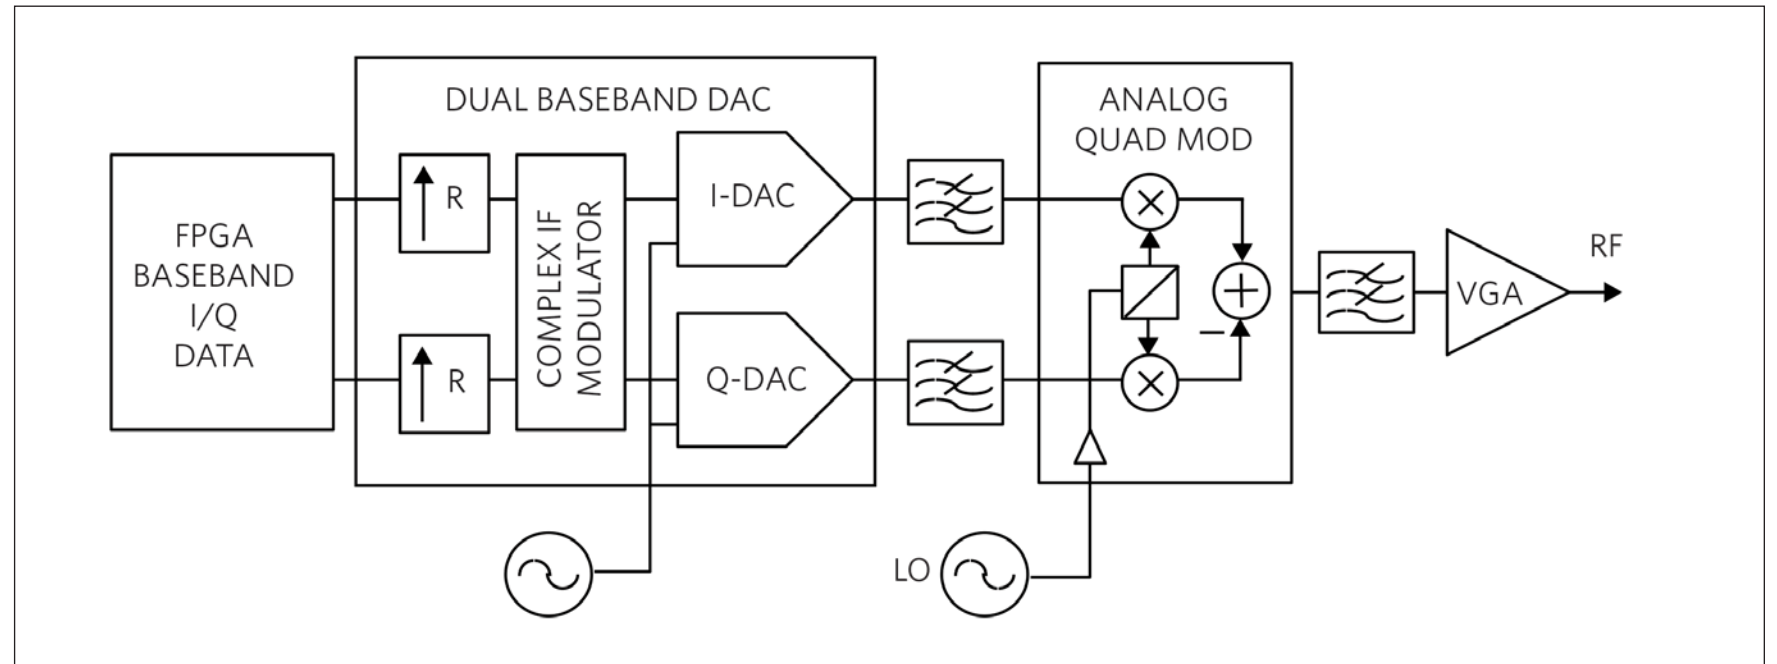 DUAL BASEBAND DAC
ANALOG
QUAD MOD
FPGA
BASEBAND
I/Q
DATA
R
R
COMPLEX IF
MODULATOR
I-DAC
Q-DAC
−
VGA
RF
LO